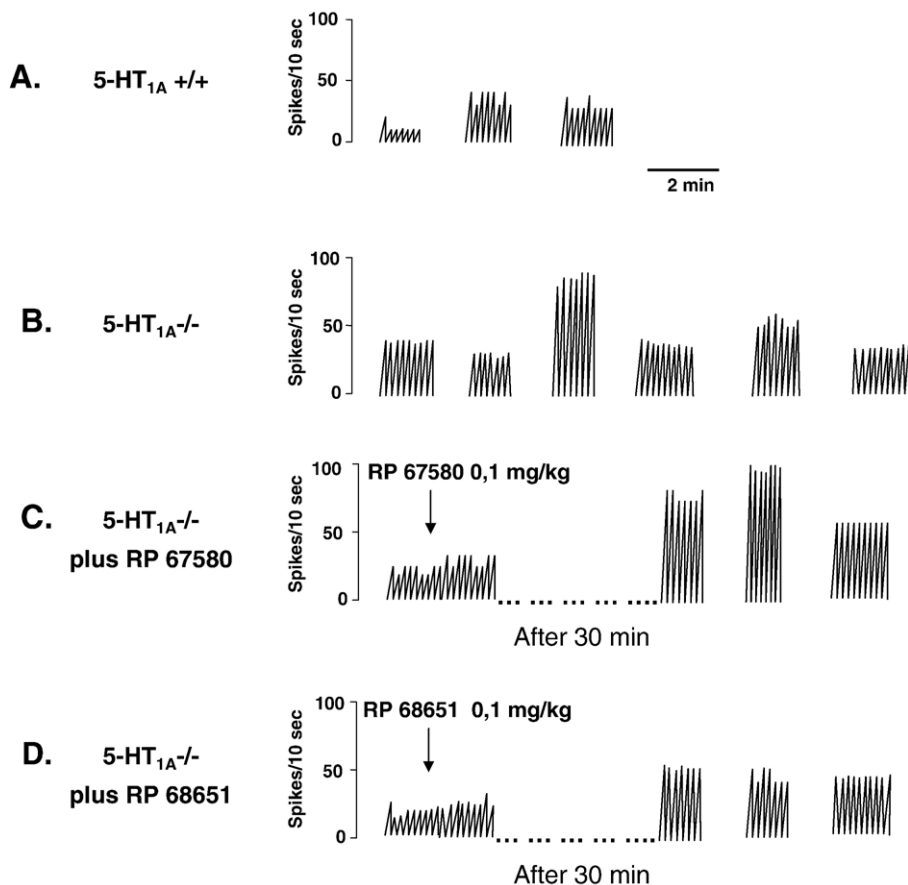 A.
5-HT1A +/+
Spikes/10 sec
100
50
0
2 min
B.
5-HT1A-/-
Spikes/10 sec
100
50
0
C.
5-HT1A-/-
plus RP 67580
Spikes/10 sec
100
50
0
RP 67580 0,1 mg/kg
After 30 min
D.
5-HT1A-/-
plus RP 68651
Spikes/10 sec
100
50
0
RP 68651 0,1 mg/kg
After 30 min